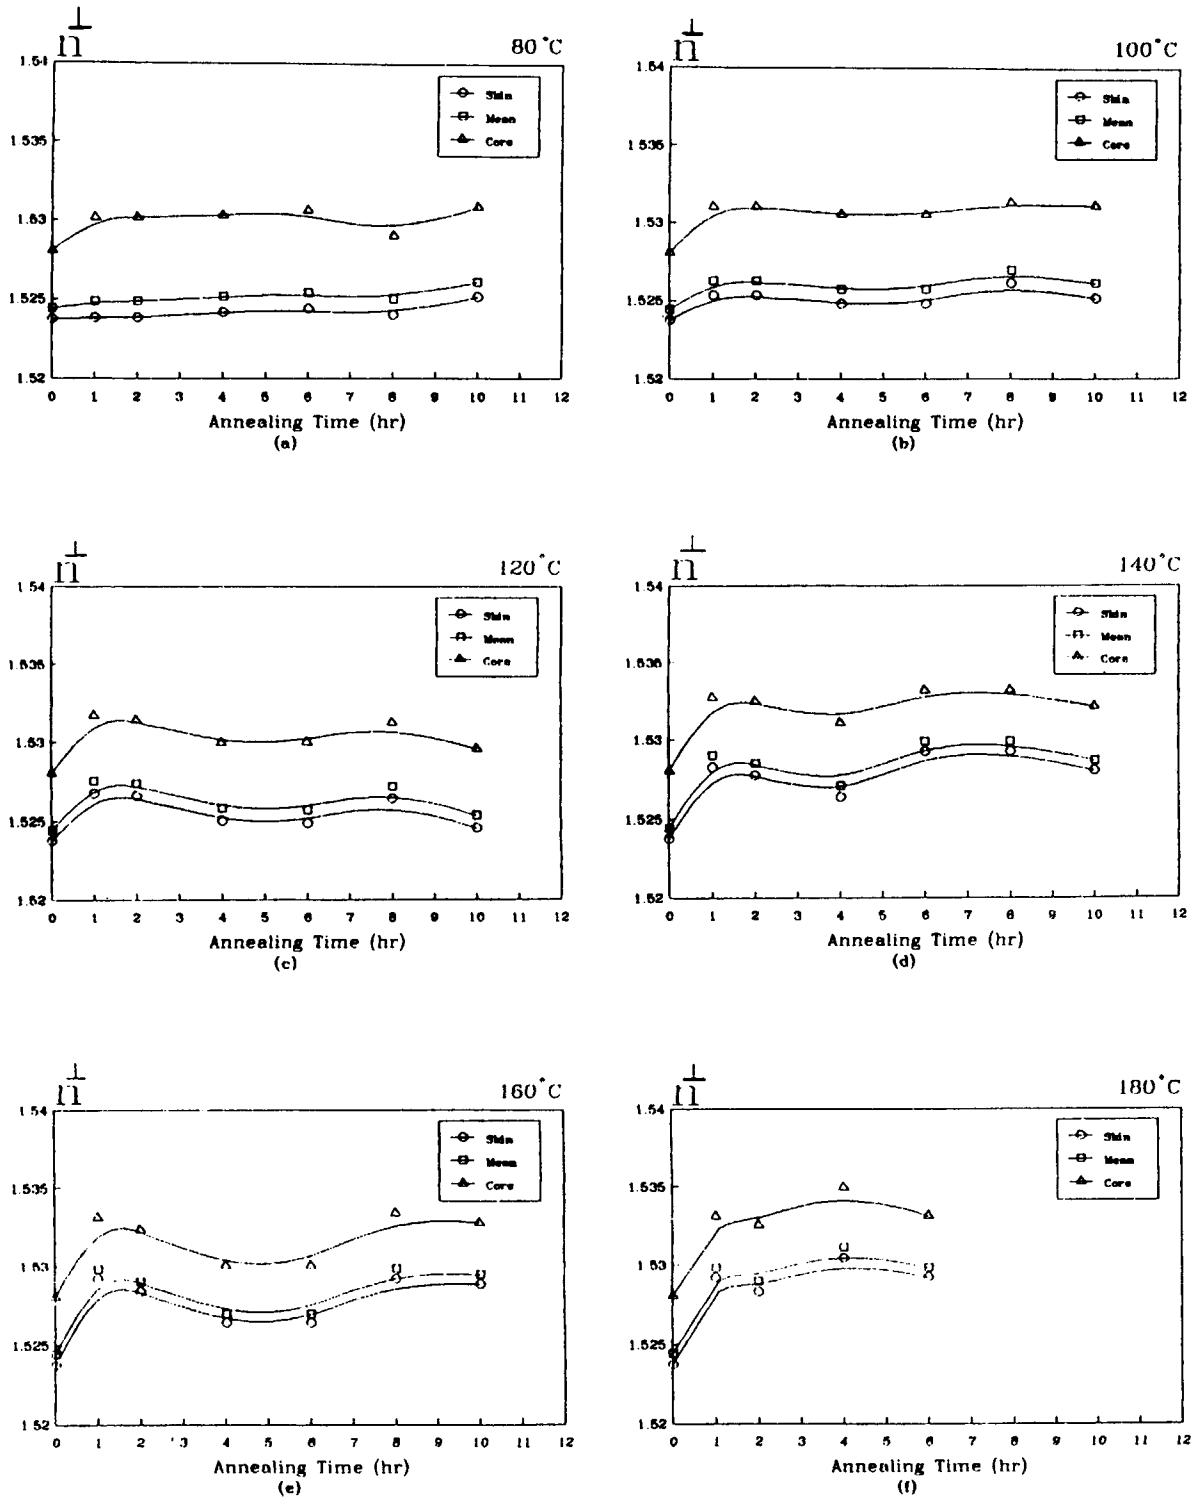 n⊥ 80°C
1.54
1.535
1.53
1.525
1.52
Skin
Mean
Core
0 1 2 3 4 5 6 7 8 9 10 11 12
Annealing Time (hr)
(a)
n⊥ 100°C
1.54
1.535
1.53
1.525
1.52
Skin
Mean
Core
0 1 2 3 4 5 6 7 8 9 10 11 12
Annealing Time (hr)
(b)
n⊥ 120°C
1.54
1.535
1.53
1.525
1.52
Skin
Mean
Core
0 1 2 3 4 5 6 7 8 9 10 11 12
Annealing Time (hr)
(c)
n⊥ 140°C
1.54
1.535
1.53
1.525
1.52
Skin
Mean
Core
0 1 2 3 4 5 6 7 8 9 10 11 12
Annealing Time (hr)
(d)
n⊥ 160°C
1.54
1.535
1.53
1.525
1.52
Skin
Mean
Core
0 1 2 3 4 5 6 7 8 9 10 11 12
Annealing Time (hr)
(e)
n⊥ 180°C
1.54
1.535
1.53
1.525
1.52
Skin
Mean
Core
0 1 2 3 4 5 6 7 8 9 10 11 12
Annealing Time (hr)
(f)